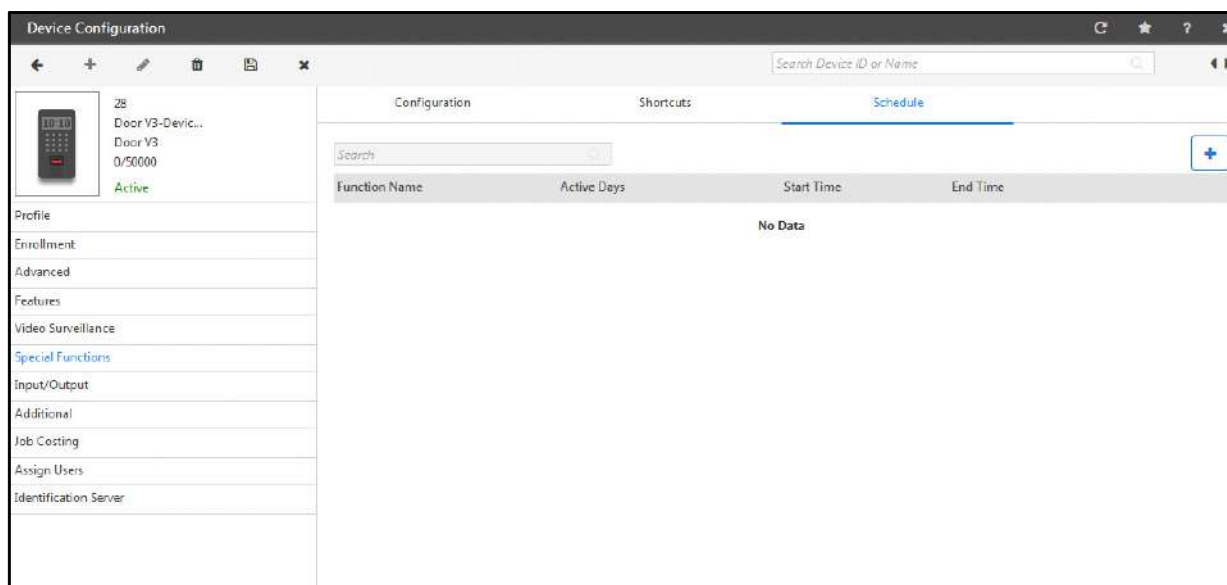 Device Configuration
?
Search Device ID or Name
28
Door V3-Devic...
Door V3
0/50000
Active
Profile
Enrollment
Advanced
Features
Video Surveillance
Special Functions
Input/Output
Additional
Job Costing
Assign Users
Identification Server
Configuration Shortcuts Schedule
Search
Function Name Active Days Start Time End Time
No Data